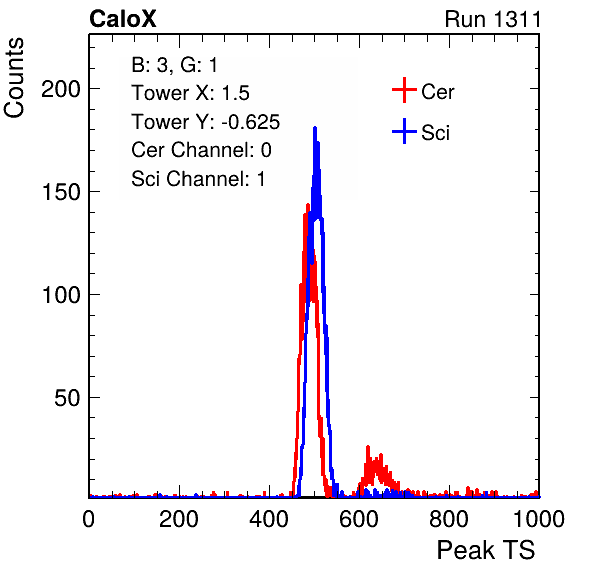 CaloX Run 1311
B: 3, G: 1
Tower X: 1.5
Tower Y: -0.625
Cer Channel: 0
Sci Channel: 1
Cer
Sci
Counts
200
150
100
50
0 200 400 600 800 1000
Peak TS